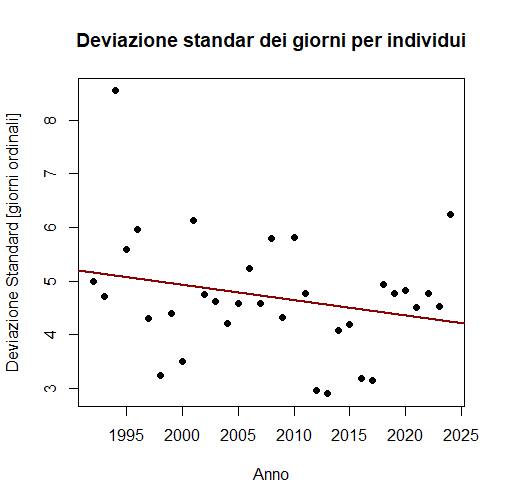 Deviazione standar dei giorni per individui
Deviazione Standard [giorni ordinali]
8
7
6
5
4
3
1995 2000 2005 2010 2015 2020 2025
Anno